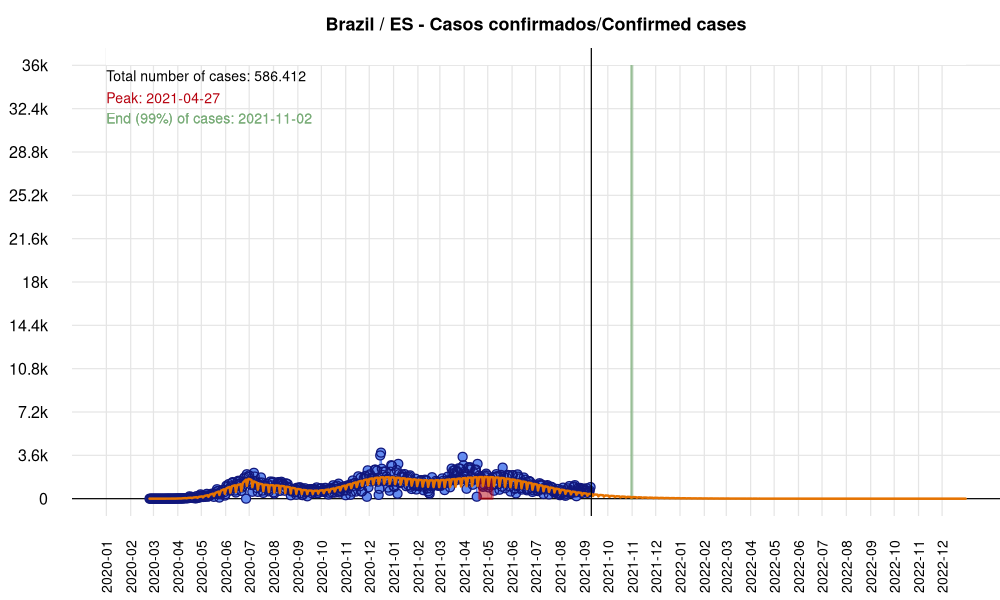 Brazil / ES - Casos confirmados/Confirmed cases
Total number of cases: 586.412
Peak: 2021-04-27
End (99%) of cases: 2021-11-02
36k
32.4k
28.8k
25.2k
21.6k
18k
14.4k
10.8k
7.2k
3.6k
0
2020-01
2020-02
2020-03
2020-04
2020-05
2020-06
2020-07
2020-08
2020-09
2020-10
2020-11
2020-12
2021-01
2021-02
2021-03
2021-04
2021-05
2021-06
2021-07
2021-08
2021-09
2021-10
2021-11
2021-12
2022-01
2022-02
2022-03
2022-04
2022-05
2022-06
2022-07
2022-08
2022-09
2022-10
2022-11
2022-12